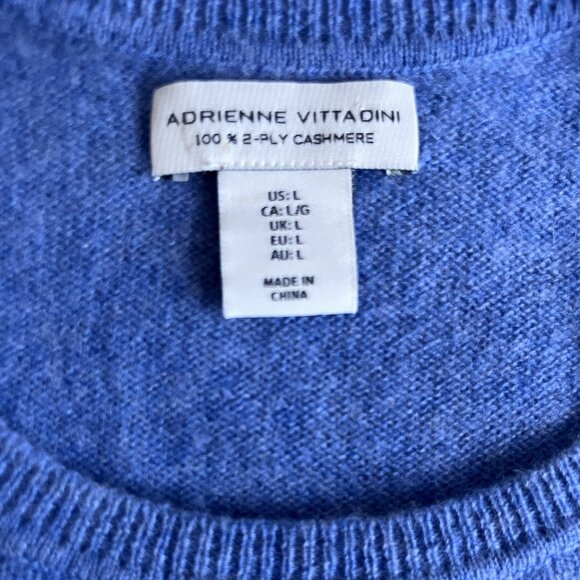 ADRIENNE VITTADINI
100 % 2-PLY CASHMERE
US: L
CA: L/G
UK: L
EU: L
AU: L
MADE IN
CHINA